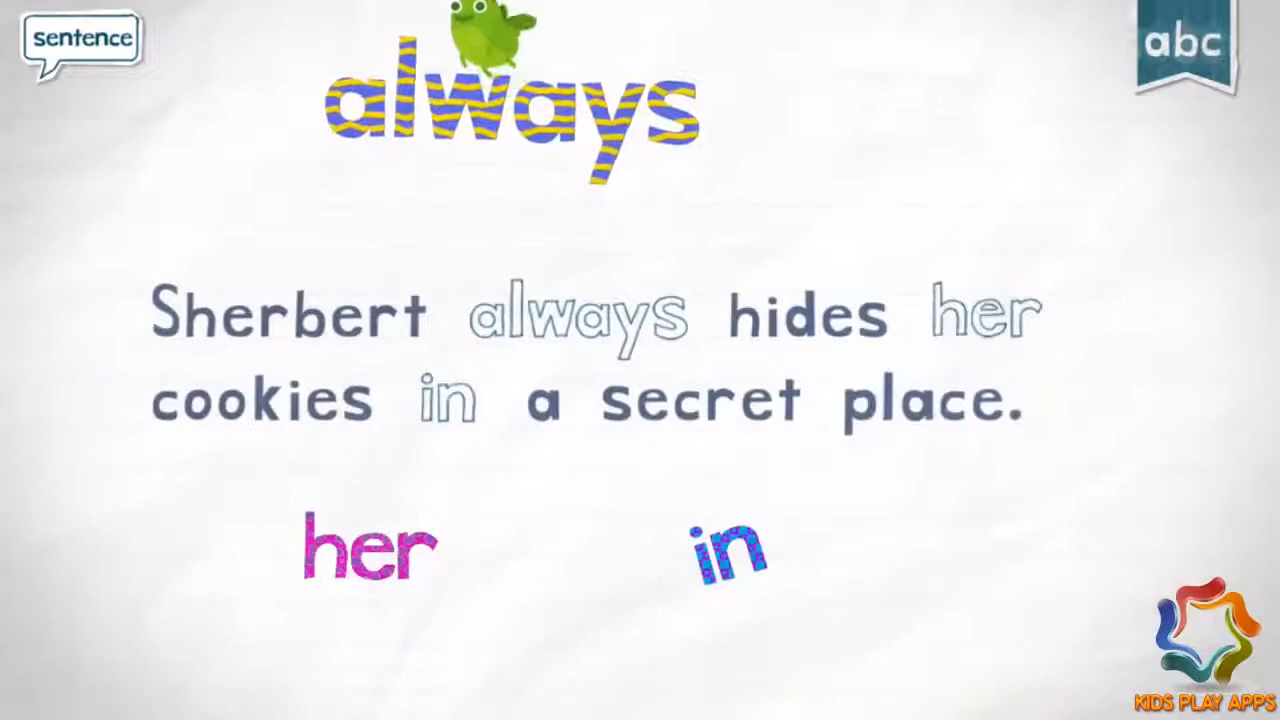 sentence
abc
always
Sherbert always hides her
cookies in a secret place.
her in
KIDS PLAY APPS